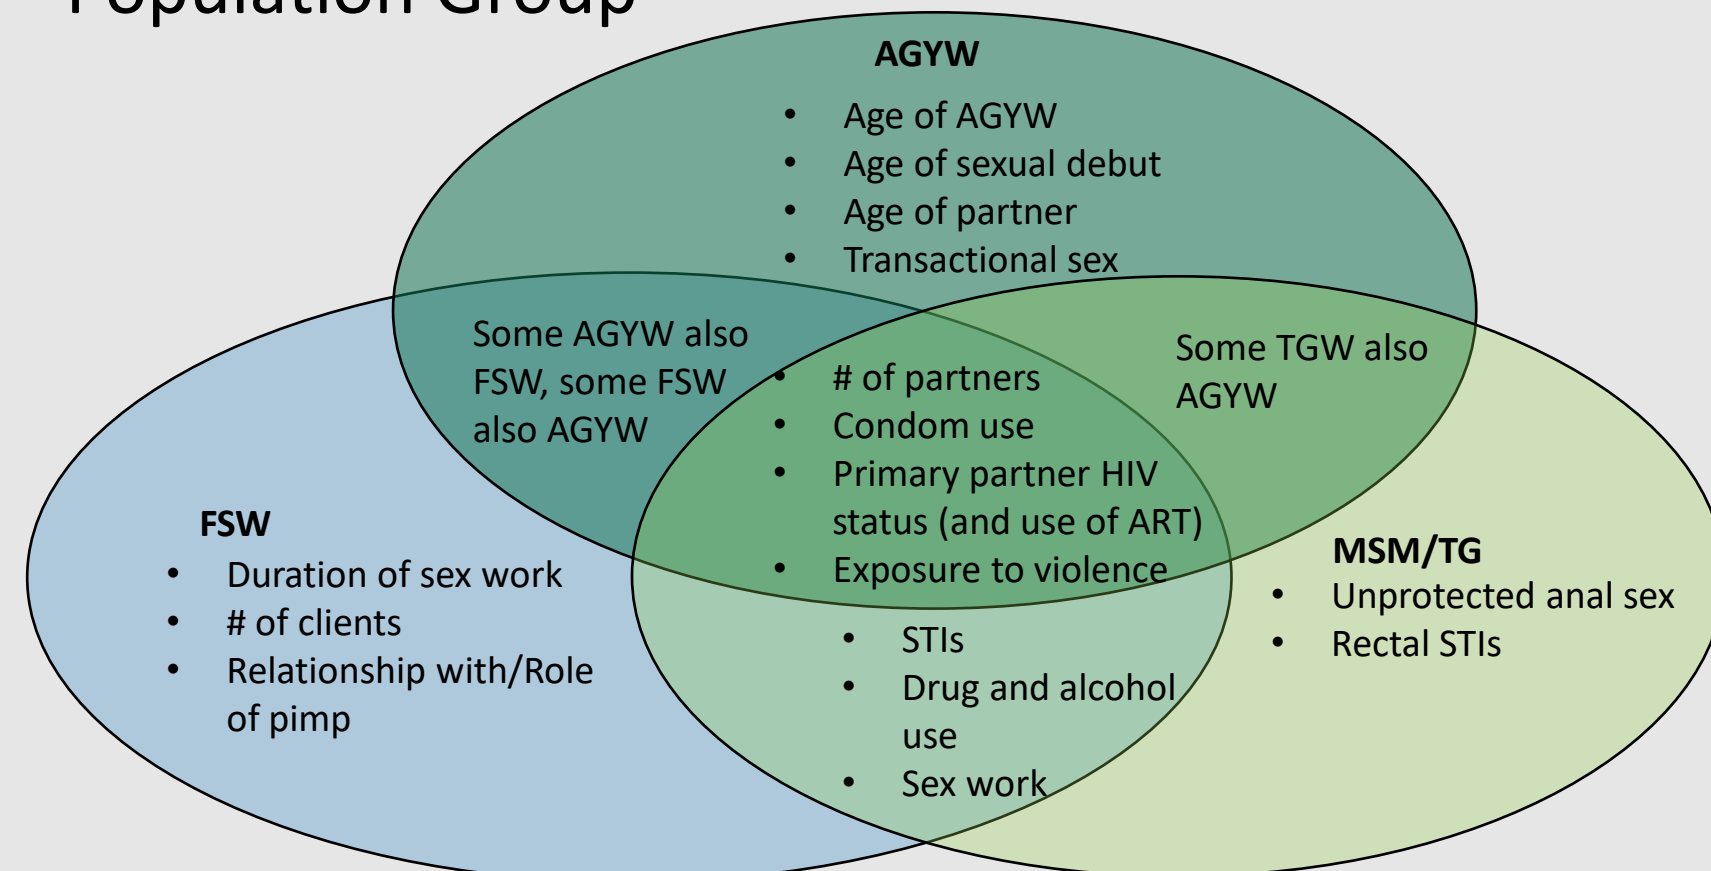 Population Group
AGYW
• Age of AGYW
• Age of sexual debut
• Age of partner
• Transactional sex
Some AGYW also
FSW, some FSW
also AGYW
• # of partners
• Condom use
• Primary partner HIV
status (and use of ART)
• Exposure to violence
Some TGW also
AGYW
FSW
• Duration of sex work
• # of clients
• Relationship with/Role
of pimp
• STIs
• Drug and alcohol
use
• Sex work
MSM/TG
• Unprotected anal sex
• Rectal STIs